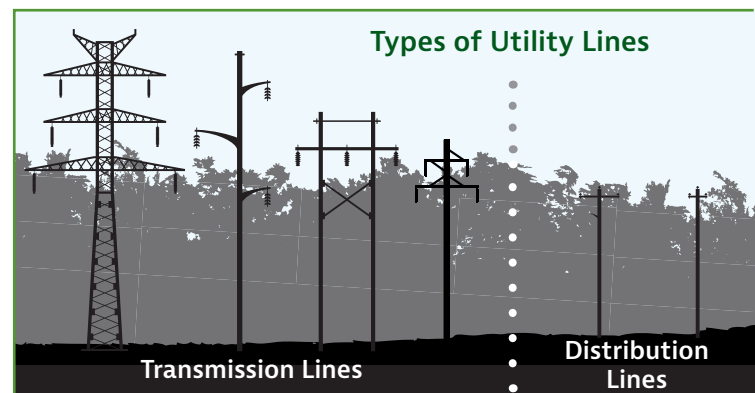 Types of Utility Lines
Transmission Lines
Distribution
Lines